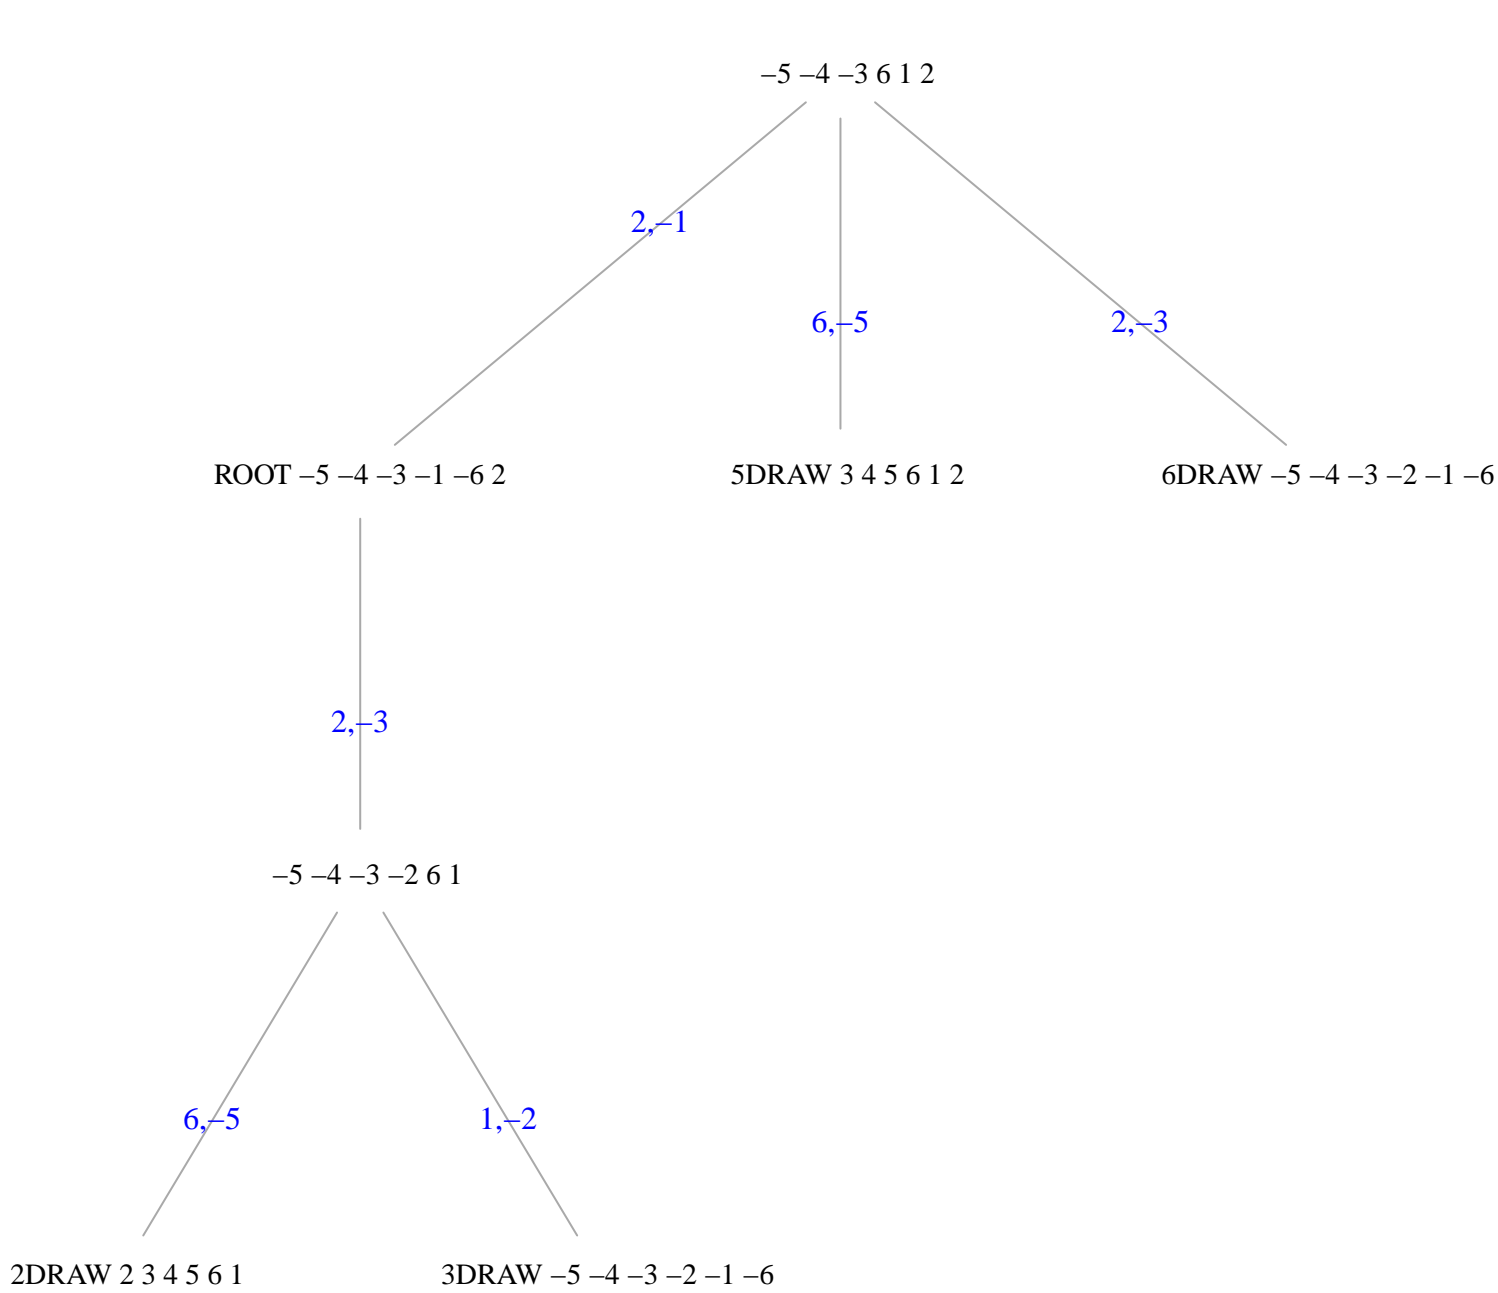 –5 –4 –3 6 1 2
2,–1
6,–5
2,–3
ROOT –5 –4 –3 –1 –6 2
5DRAW 3 4 5 6 1 2
6DRAW –5 –4 –3 –2 –1 –6
2,–3
–5 –4 –3 –2 6 1
6,–5
1,–2
2DRAW 2 3 4 5 6 1
3DRAW –5 –4 –3 –2 –1 –6